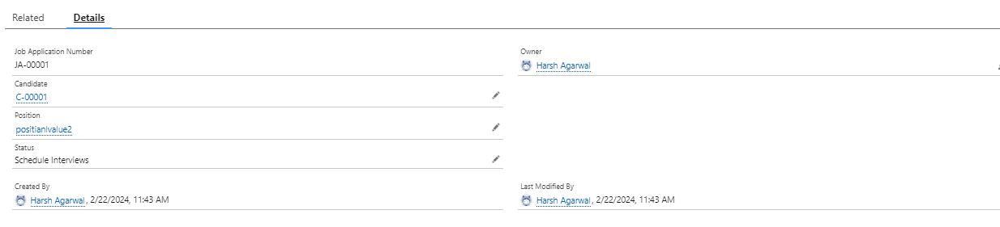 Related Details
Job Application Number
JA-00001
Owner
Harsh Agarwal
Candidate
C-00001
Position
positianlvalue2
Status
Schedule Interviews
Created By
Harsh Agarwal, 2/22/2024, 11:43 AM
Last Modified By
Harsh Agarwal, 2/22/2024, 11:43 AM